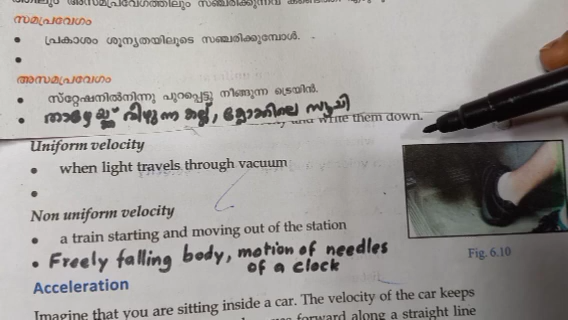 സമപ്രവേഗം
• പ്രകാശം ശൂന്യതയിലൂടെ സഞ്ചരിക്കുമ്പോൾ.
•
അസമപ്രവേഗം
• സ്റ്റേഷനിൽനിന്നു പുറപ്പെട്ടു നീങ്ങുന്ന ട്രെയിൻ.
• താഴേയ്ക്ക് വീഴുന്ന കല്ല്, ക്ലോക്കിലെ സൂചി
and write them down.
Uniform velocity
• when light travels through vacuum
•
Non uniform velocity
• a train starting and moving out of the station
• Freely falling body, motion of needles
of a clock
Fig. 6.10
Acceleration
Imagine that you are sitting inside a car. The velocity of the car keeps
forward along a straight line